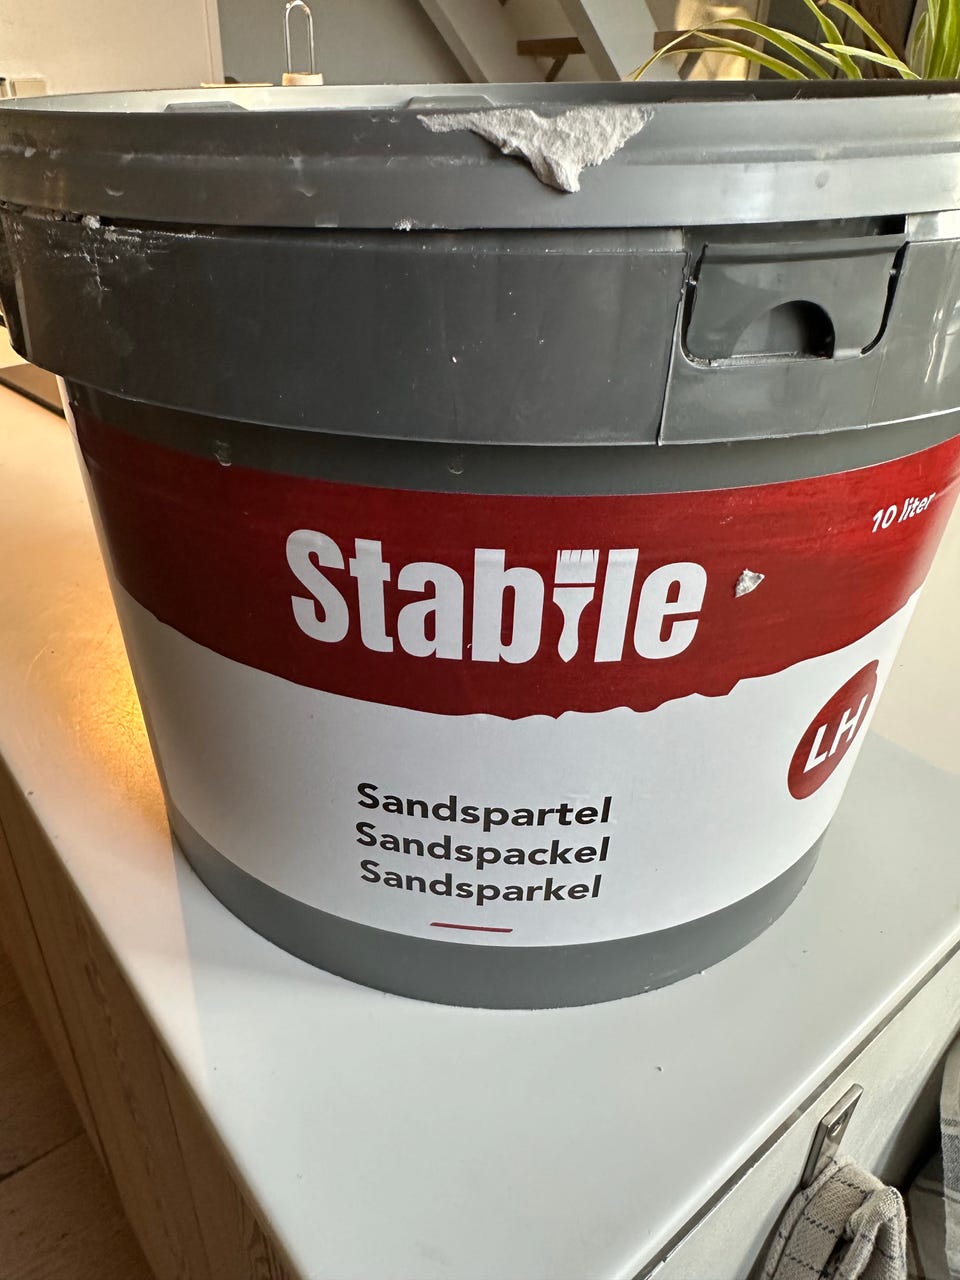 10 liter
Stabile
LH
Sandspartel
Sandspackel
Sandsparkel